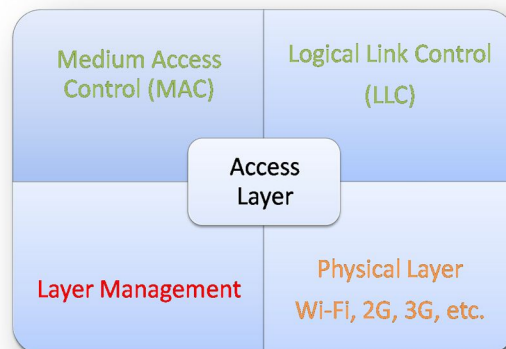 Medium Access
Control (MAC)
Logical Link Control
(LLC)
Access
Layer
Layer Management
Physical Layer
Wi-Fi, 2G, 3G, etc.